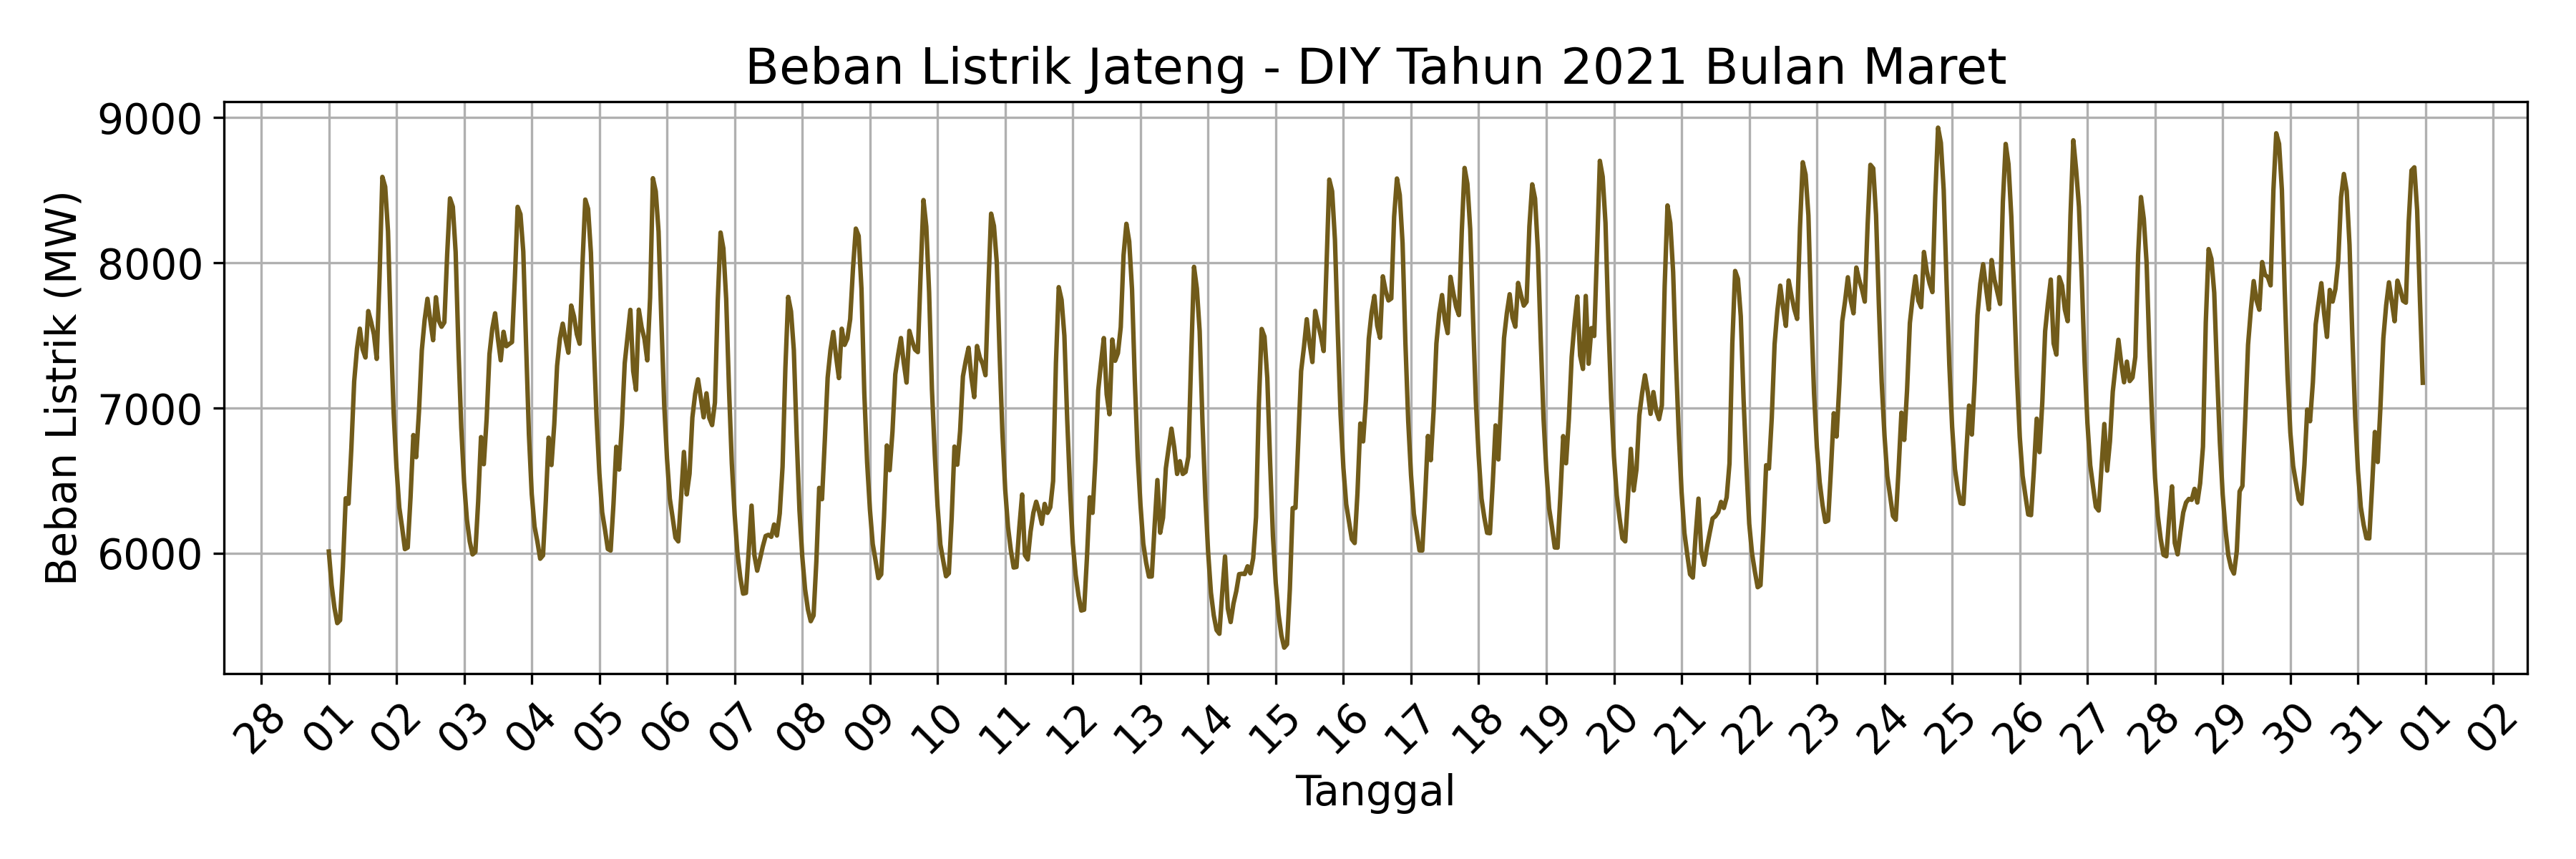 Beban Listrik Jateng - DIY Tahun 2021 Bulan Maret
Beban Listrik (MW)
9000
8000
7000
6000
28 01 02 03 04 05 06 07 08 09 10 11 12 13 14 15 16 17 18 19 20 21 22 23 24 25 26 27 28 29 30 31 01 02
Tanggal